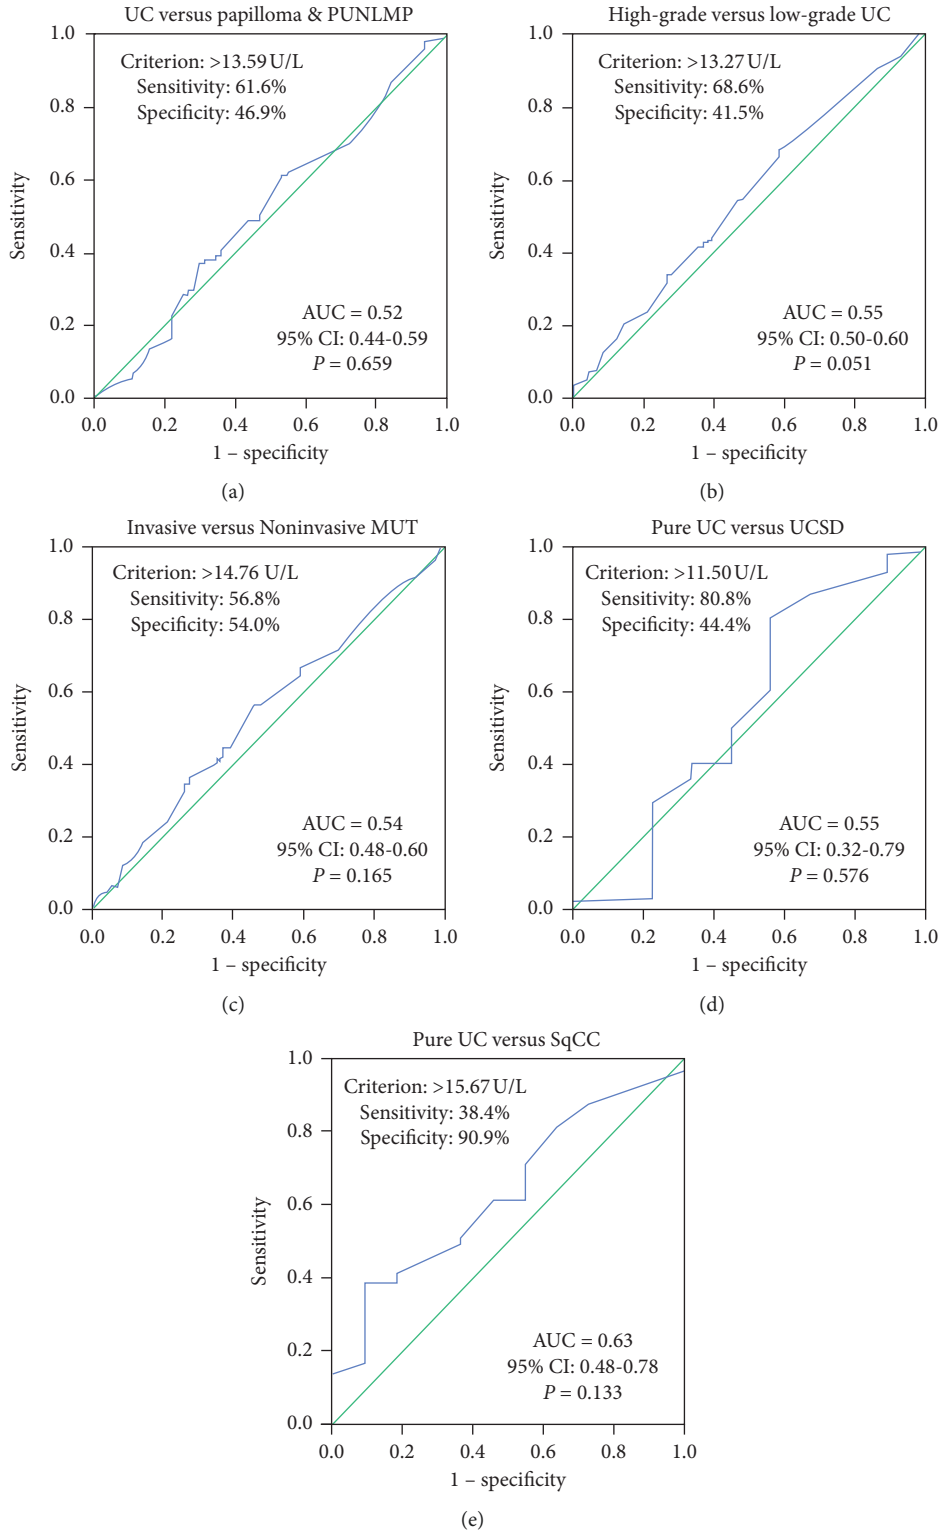 UC versus papilloma & PUNLMP
Criterion: >13.59 U/L
Sensitivity: 61.6%
Specificity: 46.9%
AUC = 0.52
95% CI: 0.44-0.59
P = 0.659
Sensitivity
1.0
0.8
0.6
0.4
0.2
0.0
0.0 0.2 0.4 0.6 0.8 1.0
1 – specificity
(a)
High-grade versus low-grade UC
Criterion: >13.27 U/L
Sensitivity: 68.6%
Specificity: 41.5%
AUC = 0.55
95% CI: 0.50-0.60
P = 0.051
Sensitivity
1.0
0.8
0.6
0.4
0.2
0.0
0.0 0.2 0.4 0.6 0.8 1.0
1 – specificity
(b)
Invasive versus Noninvasive MUT
Criterion: >14.76 U/L
Sensitivity: 56.8%
Specificity: 54.0%
AUC = 0.54
95% CI: 0.48-0.60
P = 0.165
Sensitivity
1.0
0.8
0.6
0.4
0.2
0.0
0.0 0.2 0.4 0.6 0.8 1.0
1 – specificity
(c)
Pure UC versus UCSD
Criterion: >11.50 U/L
Sensitivity: 80.8%
Specificity: 44.4%
AUC = 0.55
95% CI: 0.32-0.79
P = 0.576
Sensitivity
1.0
0.8
0.6
0.4
0.2
0.0
0.0 0.2 0.4 0.6 0.8 1.0
1 – specificity
(d)
Pure UC versus SqCC
Criterion: >15.67 U/L
Sensitivity: 38.4%
Specificity: 90.9%
AUC = 0.63
95% CI: 0.48-0.78
P = 0.133
Sensitivity
1.0
0.8
0.6
0.4
0.2
0.0
0.0 0.2 0.4 0.6 0.8 1.0
1 – specificity
(e)